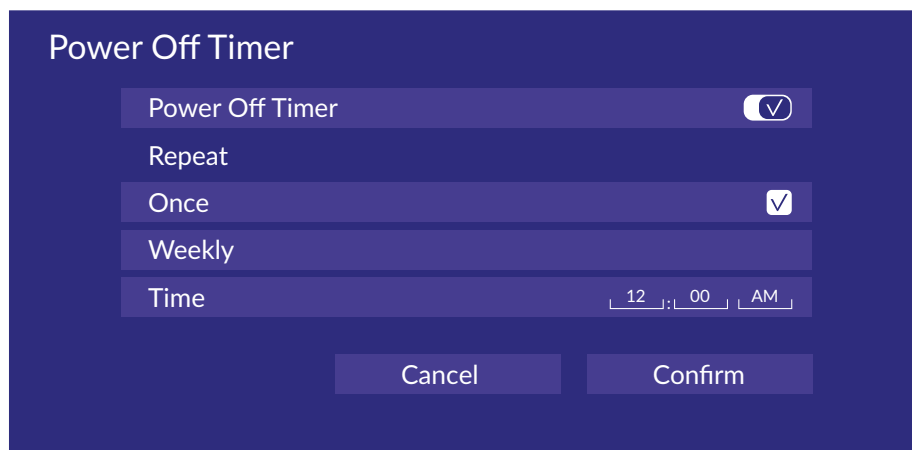 Power Off Timer
Power Off Timer
Repeat
Once
Weekly
Time 12 : 00 AM
Cancel Confirm